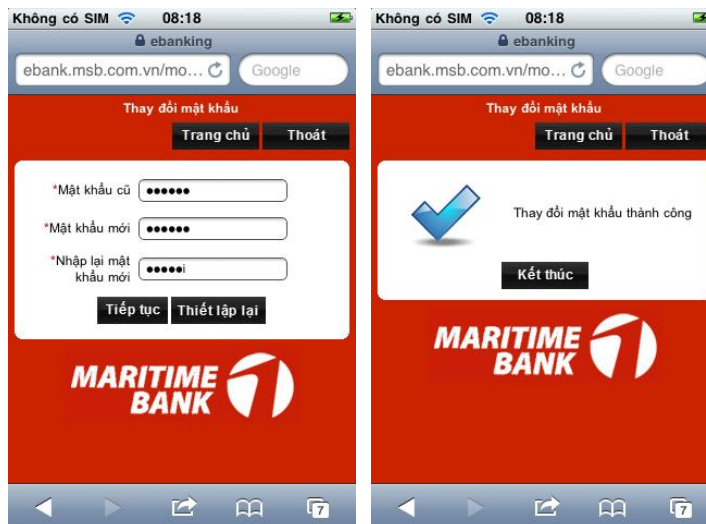 Không có SIM 08:18
ebanking
ebank.msb.com.vn/mo... Google
Thay đổi mật khẩu
Trang chủ Thoát
*Mật khẩu cũ ••••••
*Mật khẩu mới ••••••
*Nhập lại mật
khẩu mới •••••i
Tiếp tục Thiết lập lại
MARITIME
BANK
7
Không có SIM 08:18
ebanking
ebank.msb.com.vn/mo... Google
Thay đổi mật khẩu
Trang chủ Thoát
Thay đổi mật khẩu thành công
Kết thúc
MARITIME
BANK
7